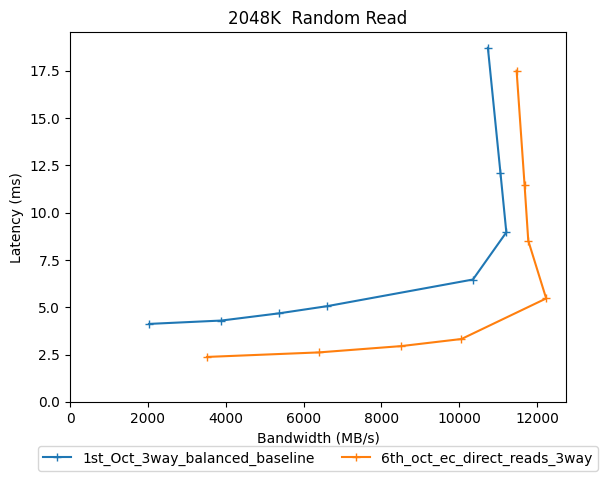 2048K  Random Read
Latency (ms)
17.5
15.0
12.5
10.0
7.5
5.0
2.5
0.0
0 2000 4000 6000 8000 10000 12000
Bandwidth (MB/s)
1st_Oct_3way_balanced_baseline 6th_oct_ec_direct_reads_3way